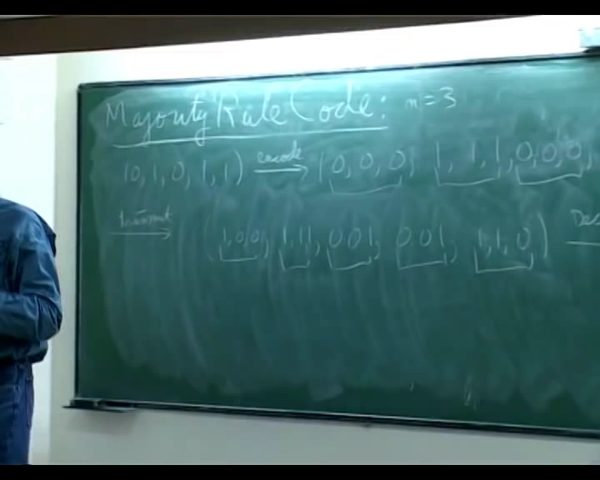 Majority Rule Code: n=3
(0, 1, 0, 1, 1) encode → (0, 0, 0, 1, 1, 1, 0, 0, 0,
transmit → (1, 0, 0, 1, 1 1, 0 0 1, 0 0 1, 1, 1, 0)